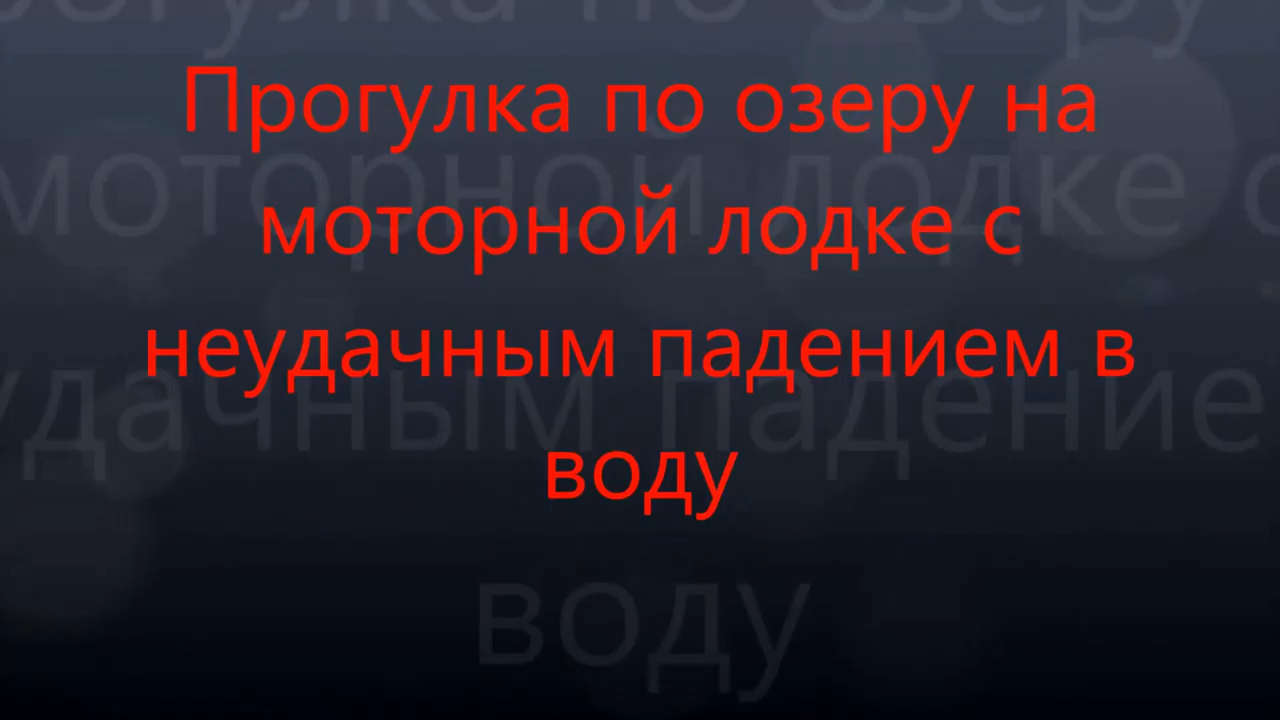 Прогулка по озеру на
моторной лодке с
неудачным падением в
воду